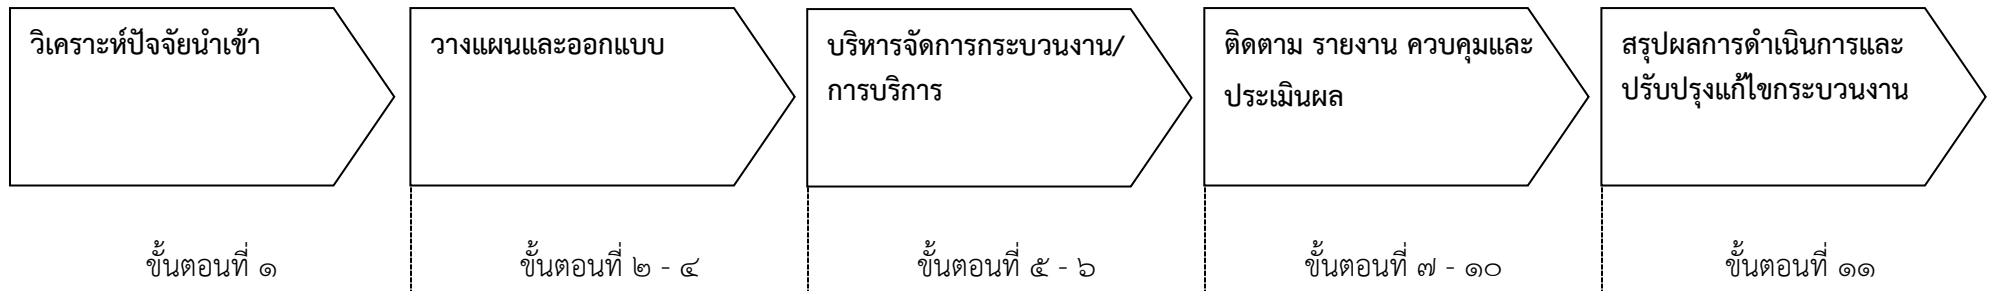 วิเคราะห์ปัจจัยนำเข้า
วางแผนและออกแบบ
บริหารจัดการกระบวนงาน/
การบริการ
ติดตาม รายงาน ควบคุมและ
ประเมินผล
สรุปผลการดำเนินการและ
ปรับปรุงแก้ไขกระบวนงาน
ขั้นตอนที่ ๑
ขั้นตอนที่ ๒ - ๔
ขั้นตอนที่ ๕ - ๖
ขั้นตอนที่ ๗ - ๑๐
ขั้นตอนที่ ๑๑